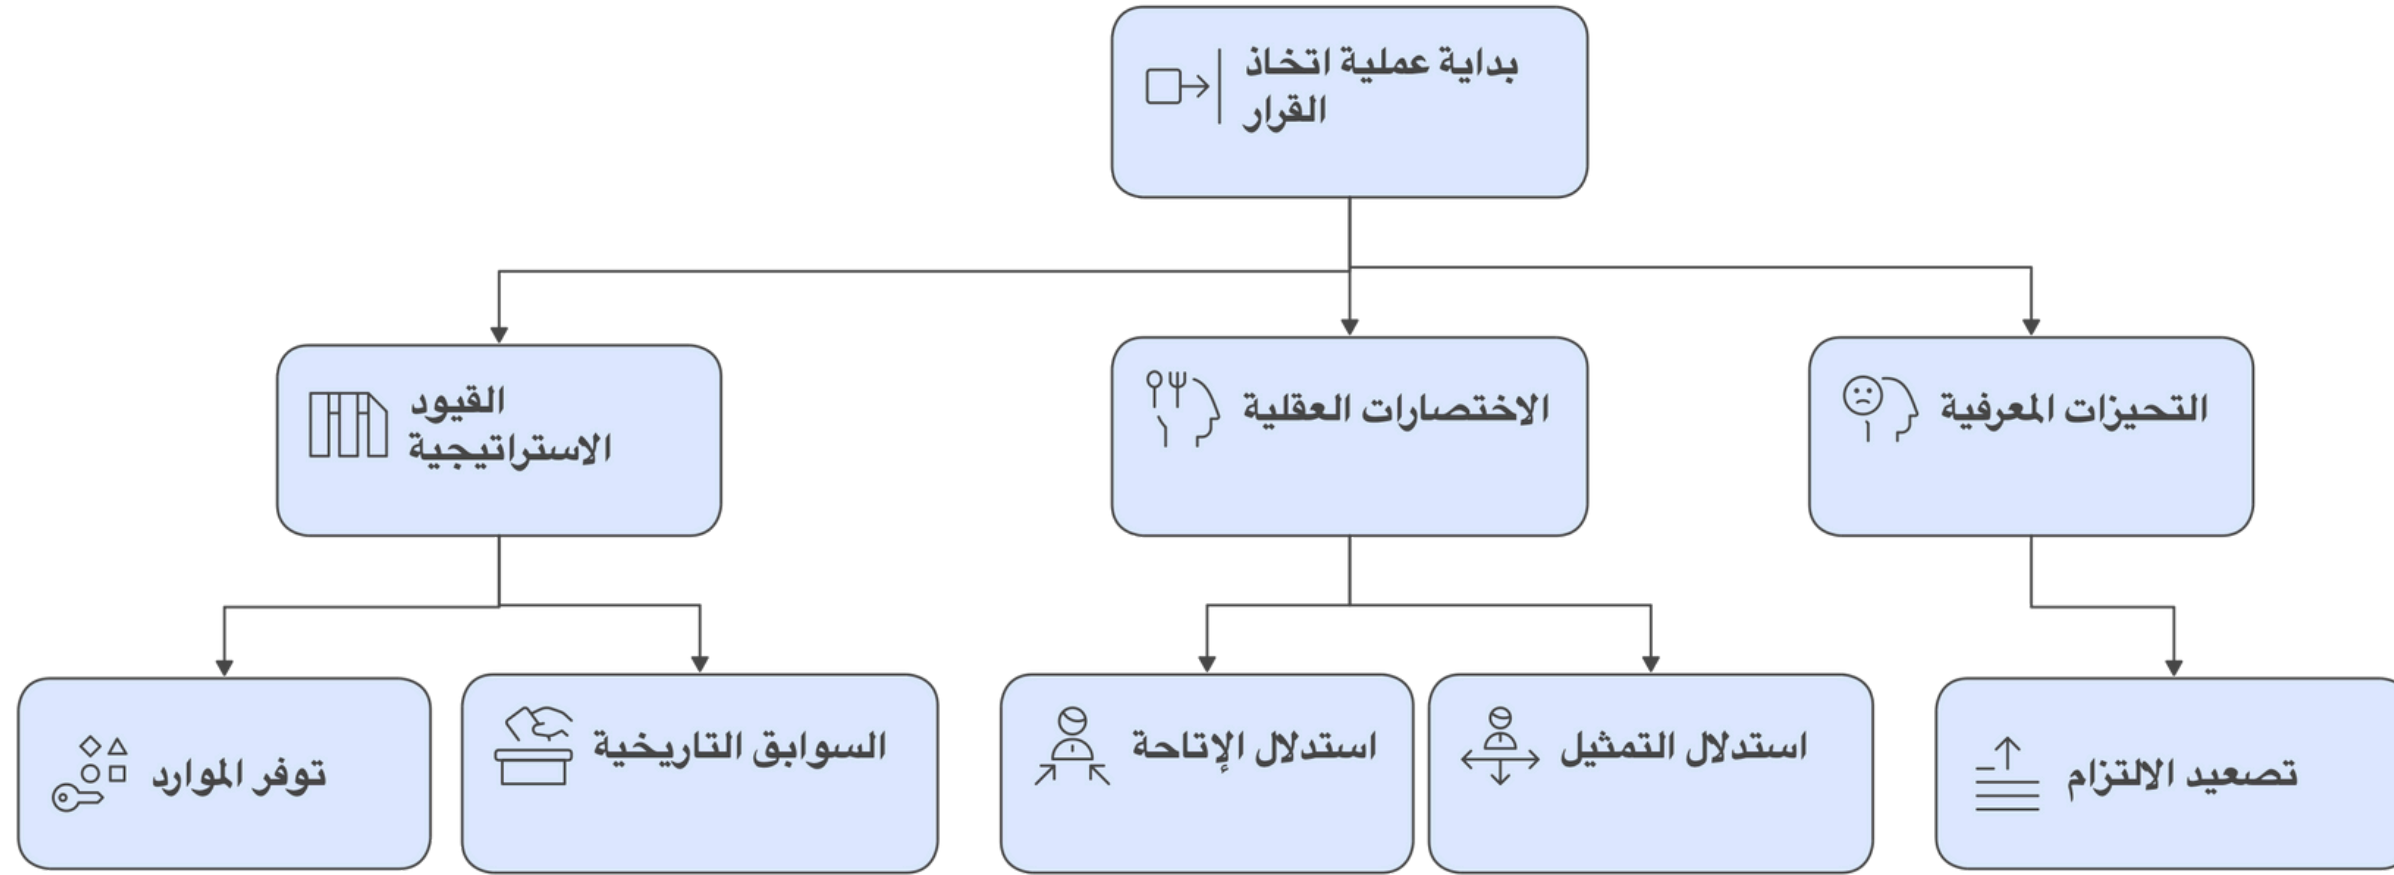 بداية عملية اتخاذ
القرار
التحيزات المعرفية
الاختصارات العقلية
القيود
الاستراتيجية
تصعيد الالتزام
استدلال التمثيل
استدلال الإتاحة
السوابق التاريخية
توفر الموارد